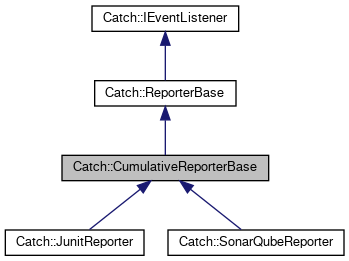 Catch::IEventListener
Catch::ReporterBase
Catch::CumulativeReporterBase
Catch::JunitReporter
Catch::SonarQubeReporter